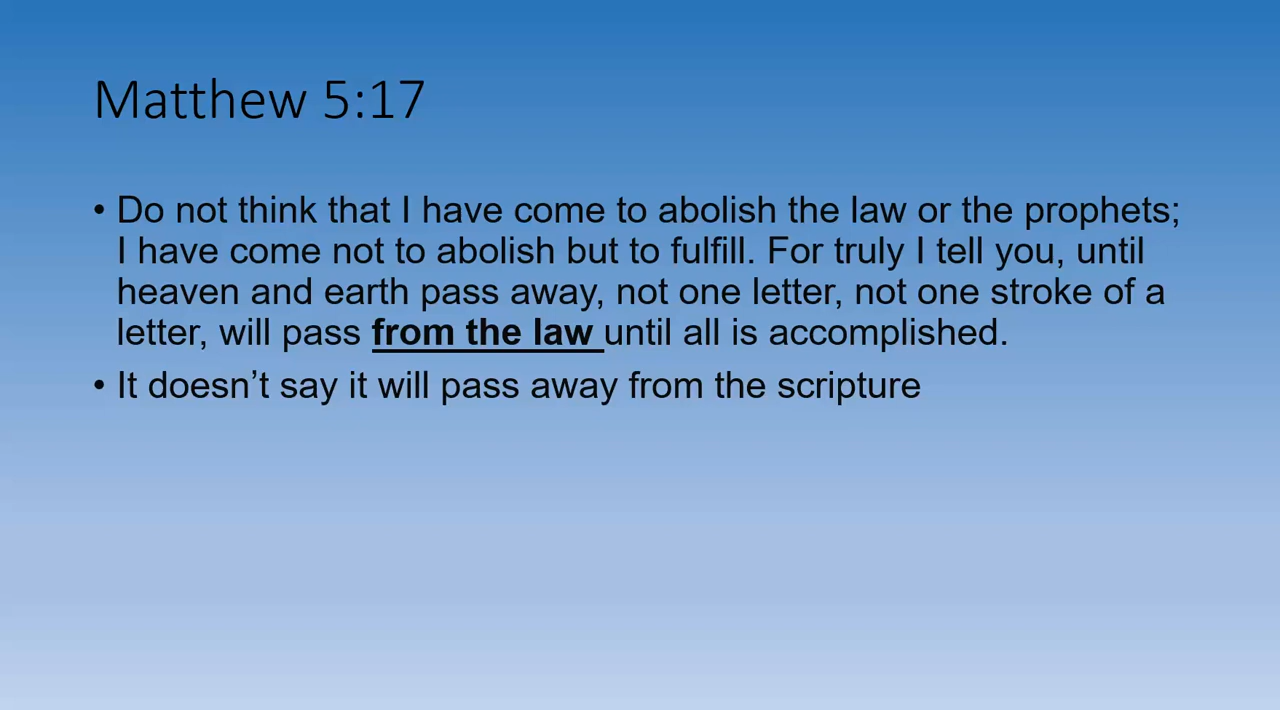 Matthew 5:17
• Do not think that I have come to abolish the law or the prophets;
I have come not to abolish but to fulfill. For truly I tell you, until
heaven and earth pass away, not one letter, not one stroke of a
letter, will pass from the law until all is accomplished.
• It doesn’t say it will pass away from the scripture